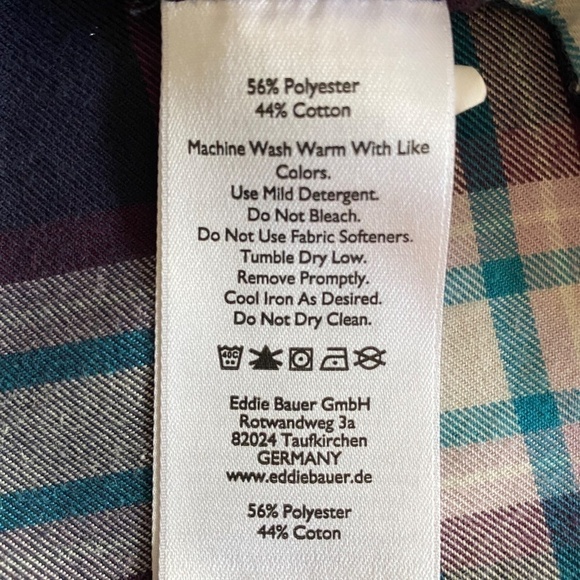 56% Polyester
44% Cotton
Machine Wash Warm With Like
Colors.
Use Mild Detergent.
Do Not Bleach.
Do Not Use Fabric Softeners.
Tumble Dry Low.
Remove Promptly.
Cool Iron As Desired.
Do Not Dry Clean.
40C
Eddie Bauer GmbH
Rotwandweg 3a
82024 Taufkirchen
GERMANY
www.eddiebauer.de
56% Polyester
44% Coton